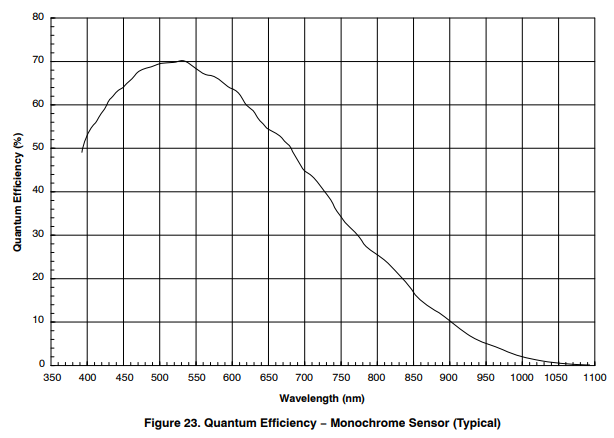 80
70
60
50
40
30
20
10
0
Quantum Efficiency (%)
350 400 450 500 550 600 650 700 750 800 850 900 950 1000 1050 1100
Wavelength (nm)
Figure 23. Quantum Efficiency – Monochrome Sensor (Typical)